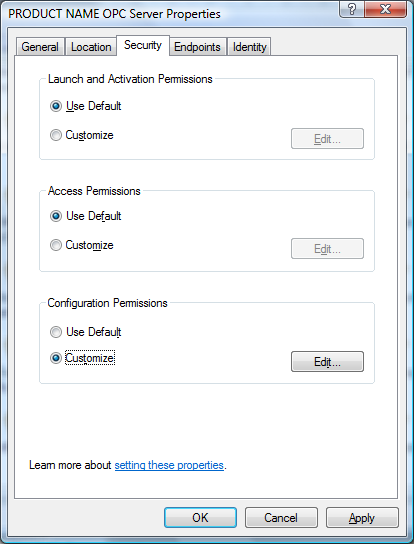 PRODUCT NAME OPC Server Properties
General Location Security Endpoints Identity
Launch and Activation Permissions
Use Default
Customize
Edit...
Access Permissions
Use Default
Customize
Edit...
Configuration Permissions
Use Default
Customize
Edit...
Learn more about setting these properties.
OK Cancel Apply